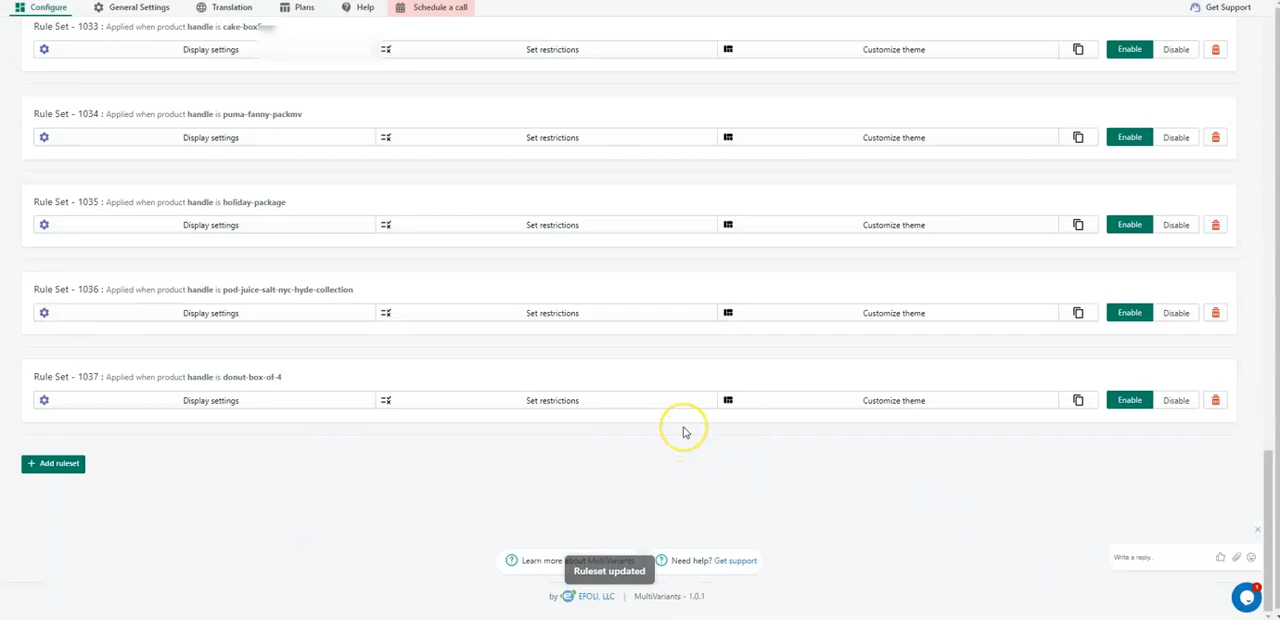 Configure General Settings Translation Plans Help Schedule a call Get Support
Rule Set - 1033 : Applied when product handle is
Display settings Set restrictions Customize theme Enable Disable
Rule Set - 1034 : Applied when product handle is puma-fanny-packmv
Display settings Set restrictions Customize theme Enable Disable
Rule Set - 1035 : Applied when product handle is holiday-package
Display settings Set restrictions Customize theme Enable Disable
Rule Set - 1036 : Applied when product handle is pod-juice-salt-nyc-hyde-collection
Display settings Set restrictions Customize theme Enable Disable
Rule Set - 1037 : Applied when product handle is donut-box-of-4
Display settings Set restrictions Customize theme Enable Disable
+ Add ruleset
Write a reply..
Learn more about MultiVariants Need help? Get support
Ruleset updated
by EFOLI, LLC | MultiVariants - 1.0.1
1